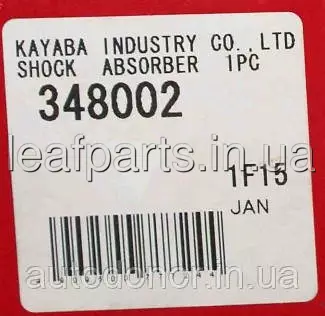 KAYABA INDUSTRY CO.,LTD
SHOCK ABSORBER 1PC
348002
leafparts.in.ua
1F15
JAN
autodonor.in.ua